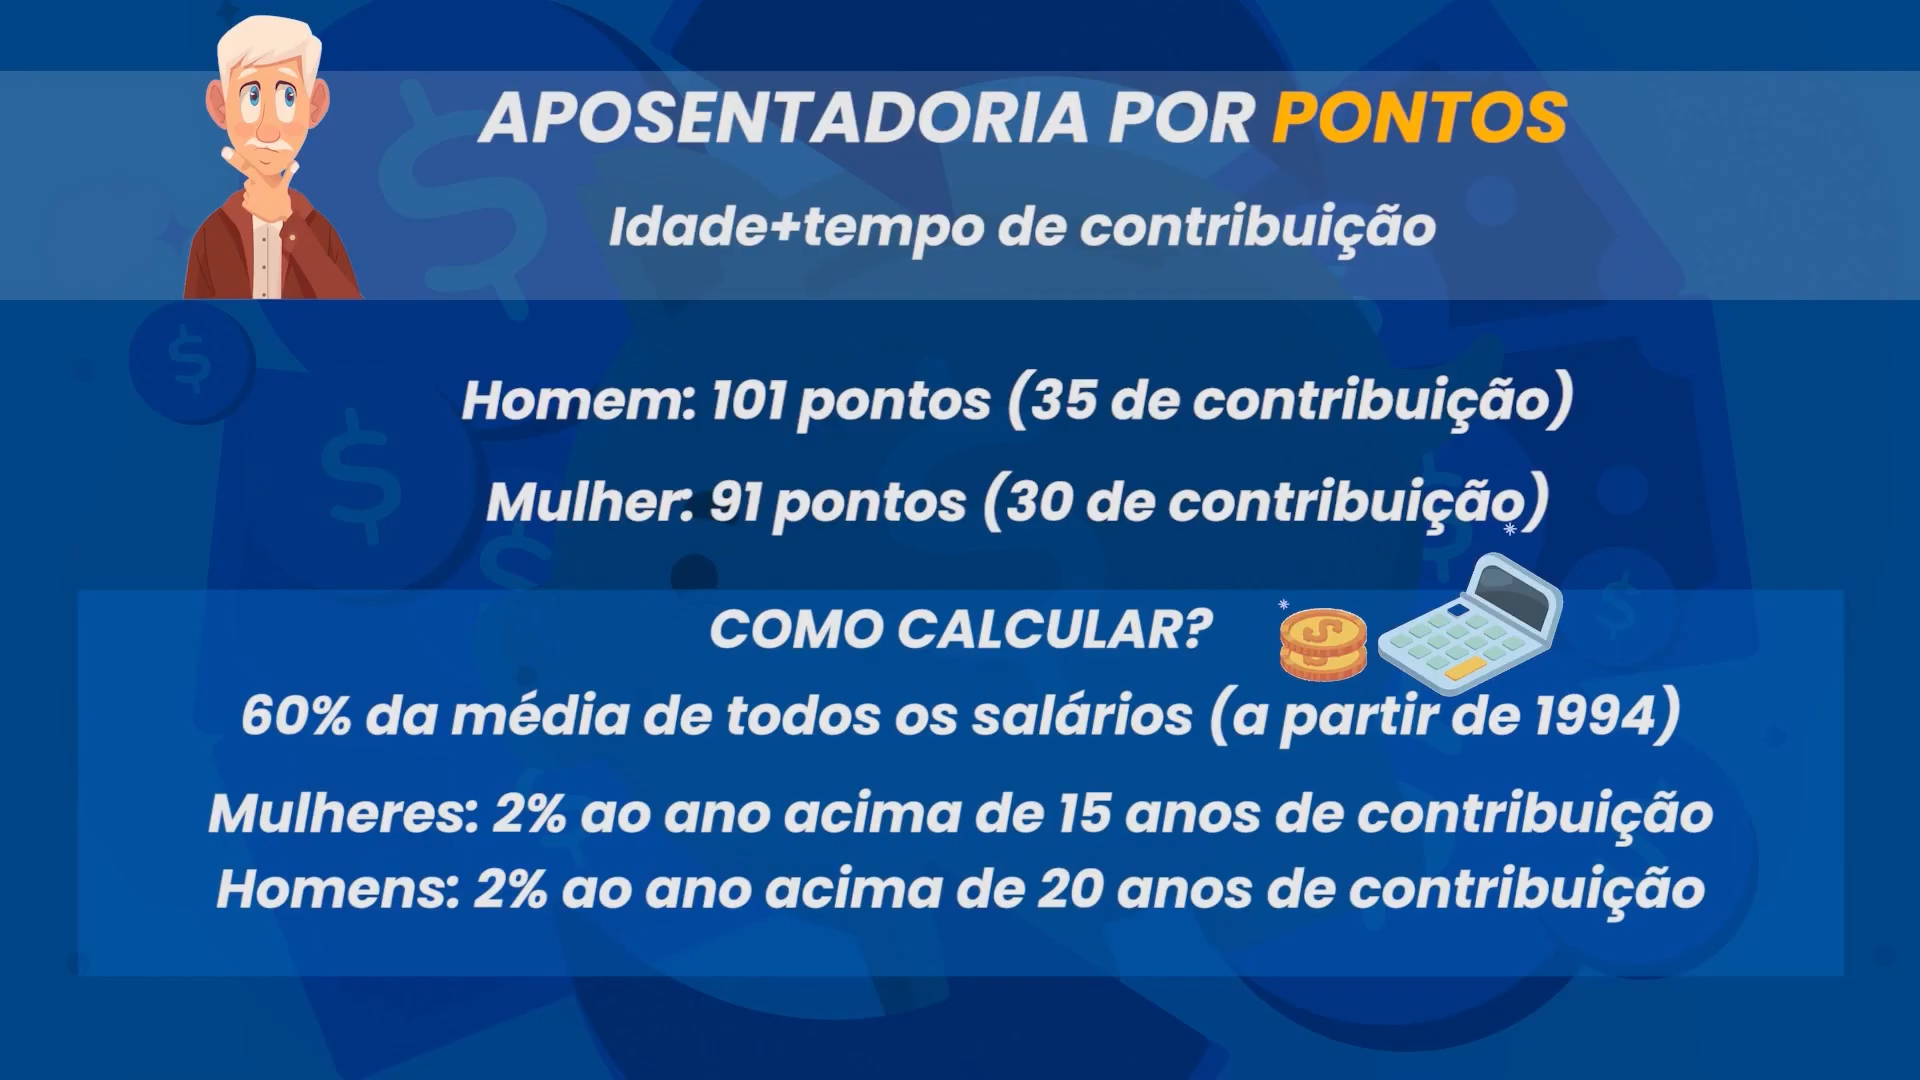 APOSENTADORIA POR PONTOS
Idade+tempo de contribuição
Homem: 101 pontos (35 de contribuição)
Mulher: 91 pontos (30 de contribuição)
COMO CALCULAR?
60% da média de todos os salários (a partir de 1994)
Mulheres: 2% ao ano acima de 15 anos de contribuição
Homens: 2% ao ano acima de 20 anos de contribuição